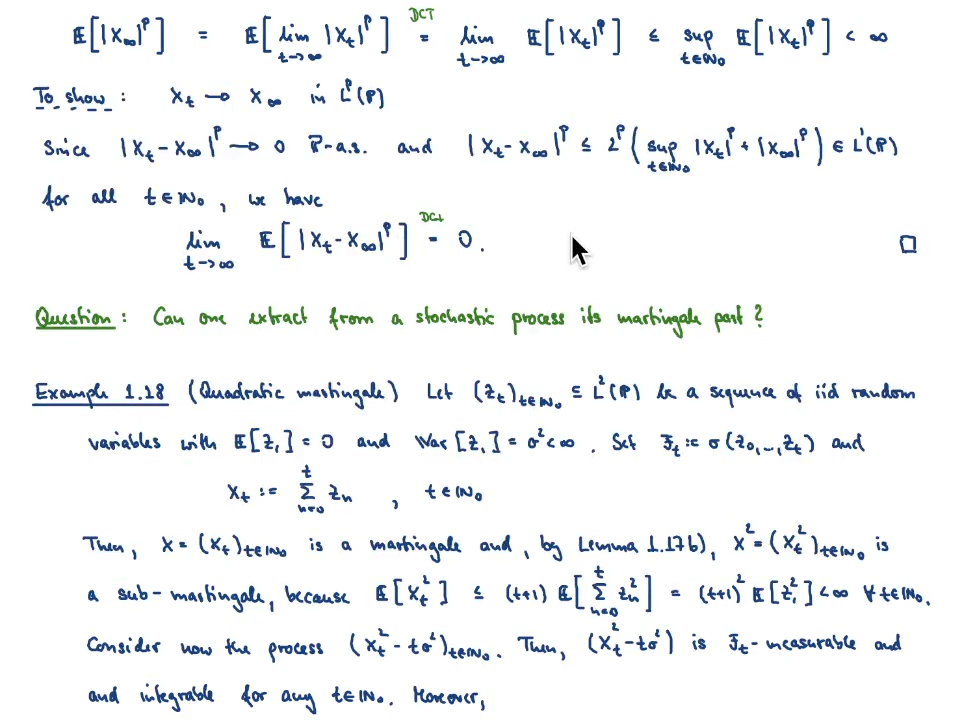 𝔼[|X_∞|^p] = 𝔼[lim_{t→∞} |X_t|^p] =^{DCT} lim_{t→∞} 𝔼[|X_t|^p] ≤ sup_{t∈ℕ₀} 𝔼[|X_t|^p] < ∞
To show : X_t → X_∞ in L^p(ℙ)
Since |X_t - X_∞|^p → 0 ℙ-a.s. and |X_t - X_∞|^p ≤ 2^p ( sup_{t∈ℕ₀} |X_t|^p + |X_∞|^p ) ∈ L^1(ℙ)
for all t∈ℕ₀, we have
lim_{t→∞} 𝔼[ |X_t - X_∞|^p ] =^{DCT} 0. □
Question : Can one extract from a stochastic process its martingale part ?
Example 1.28 (Quadratic martingale) Let (Z_t)_{t∈ℕ₀} ⊆ L²(ℙ) be a sequence of iid random
variables with 𝔼[Z_1] = 0 and Var[Z_1] = σ² < ∞ . Set ℱ_t := σ(Z_0,...,Z_t) and
X_t := Σ_{n=0}^{t} Z_n , t∈ℕ₀
Then, X = (X_t)_{t∈ℕ₀} is a martingale and, by Lemma 1.17 b), X² = (X_t²)_{t∈ℕ₀} is
a sub-martingale, because 𝔼[X_t²] ≤ (t+1) 𝔼[ Σ_{n=0}^{t} Z_n² ] = (t+1)² 𝔼[Z_1²] < ∞ ∀t∈ℕ₀.
Consider now the process (X_t² - tσ²)_{t∈ℕ₀}. Then, (X_t² - tσ²) is ℱ_t-measurable and
and integrable for any t∈ℕ₀. Moreover,